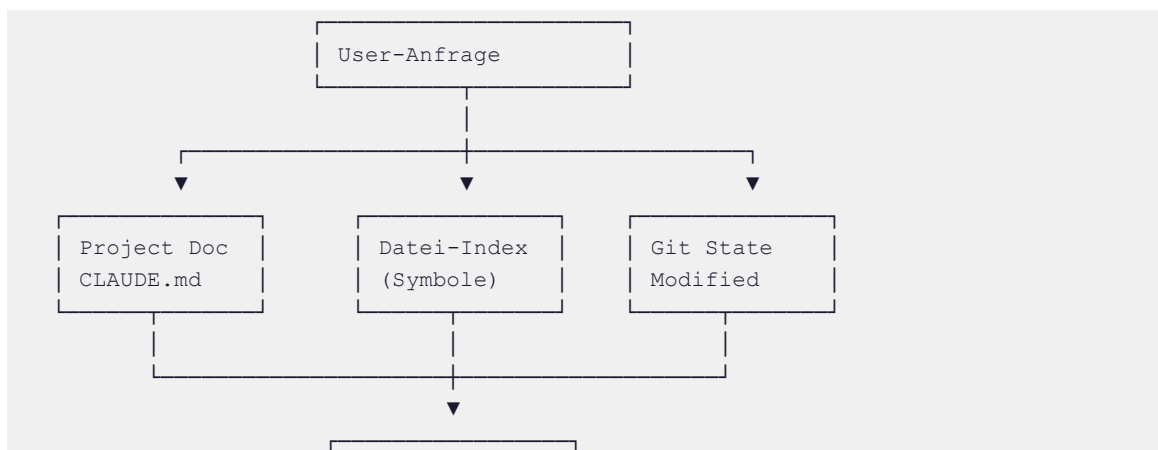 User-Anfrage
Project Doc
CLAUDE.md
Datei-Index
(Symbole)
Git State
Modified